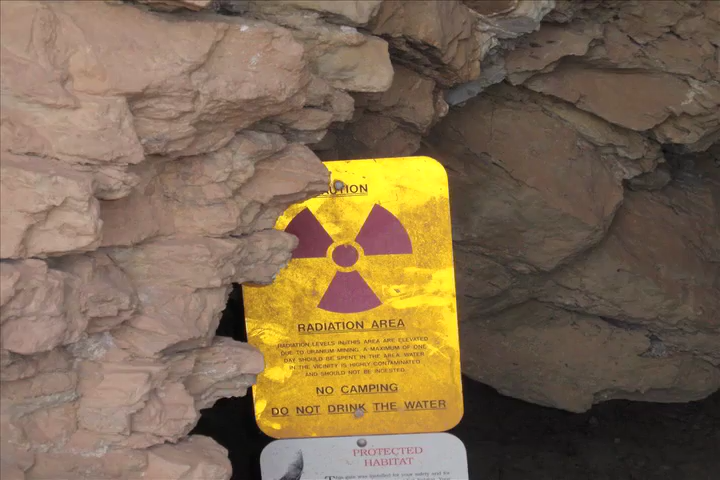 CAUTION
RADIATION AREA
RADIATION LEVELS IN THIS AREA ARE ELEVATED
DUE TO URANIUM MINING. A MAXIMUM OF ONE
DAY SHOULD BE SPENT IN THE AREA. WATER
IN THE VICINITY IS HIGHLY CONTAMINATED
AND SHOULD NOT BE INGESTED.
NO CAMPING
DO NOT DRINK THE WATER
PROTECTED
HABITAT